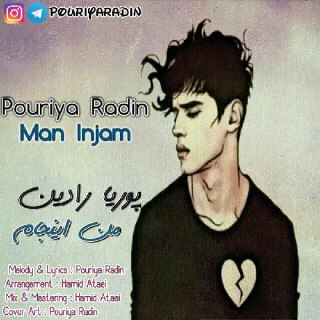 POURIYARADIN
Pouriya Radin
Man Injam
پوریا رادین
من اینجام
Melody & Lyrics : Pouriya Radin
Arrangement : Hamid Ataei
Mix & Mastering : Hamid Ataei
Cover Art : Pouriya Radin